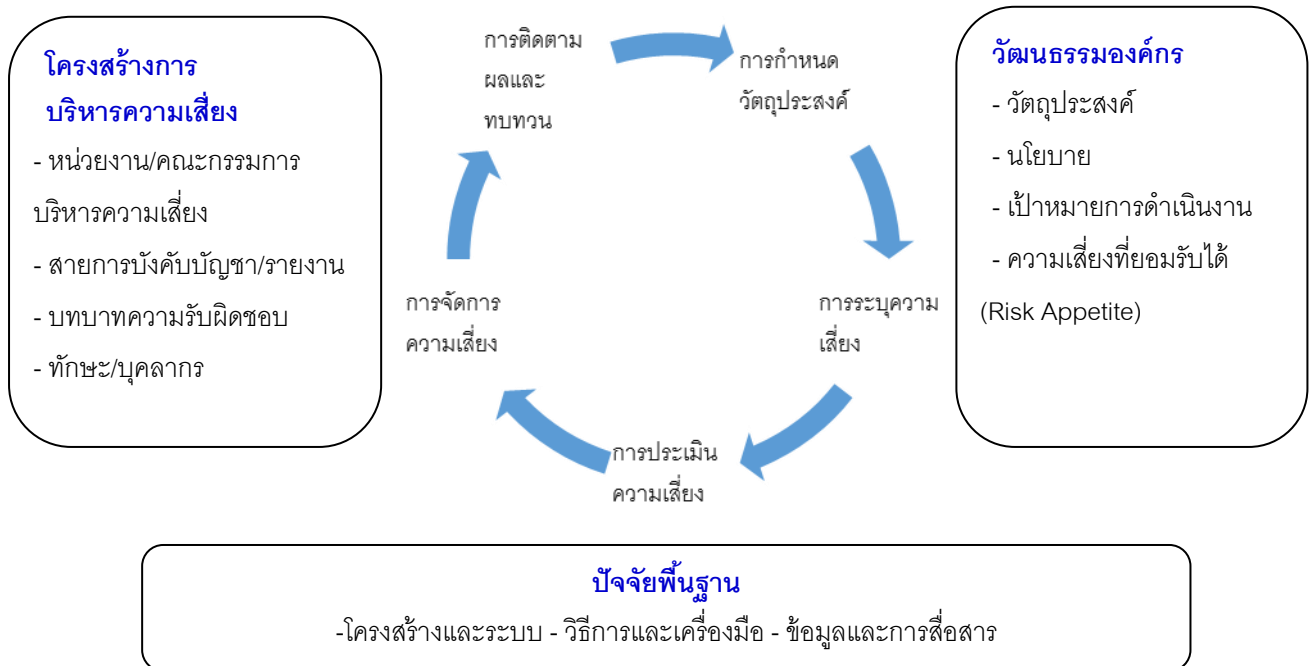 โครงสร้างการ
บริหารความเสี่ยง
- หน่วยงาน/คณะกรรมการ
บริหารความเสี่ยง
- สายการบังคับบัญชา/รายงาน
- บทบาทความรับผิดชอบ
- ทักษะ/บุคลากร
การติดตาม
ผลและ
ทบทวน
การกำหนด
วัตถุประสงค์
การระบุความ
เสี่ยง
การประเมิน
ความเสี่ยง
การจัดการ
ความเสี่ยง
วัฒนธรรมองค์กร
- วัตถุประสงค์
- นโยบาย
- เป้าหมายการดำเนินงาน
- ความเสี่ยงที่ยอมรับได้
(Risk Appetite)
ปัจจัยพื้นฐาน
-โครงสร้างและระบบ - วิธีการและเครื่องมือ - ข้อมูลและการสื่อสาร